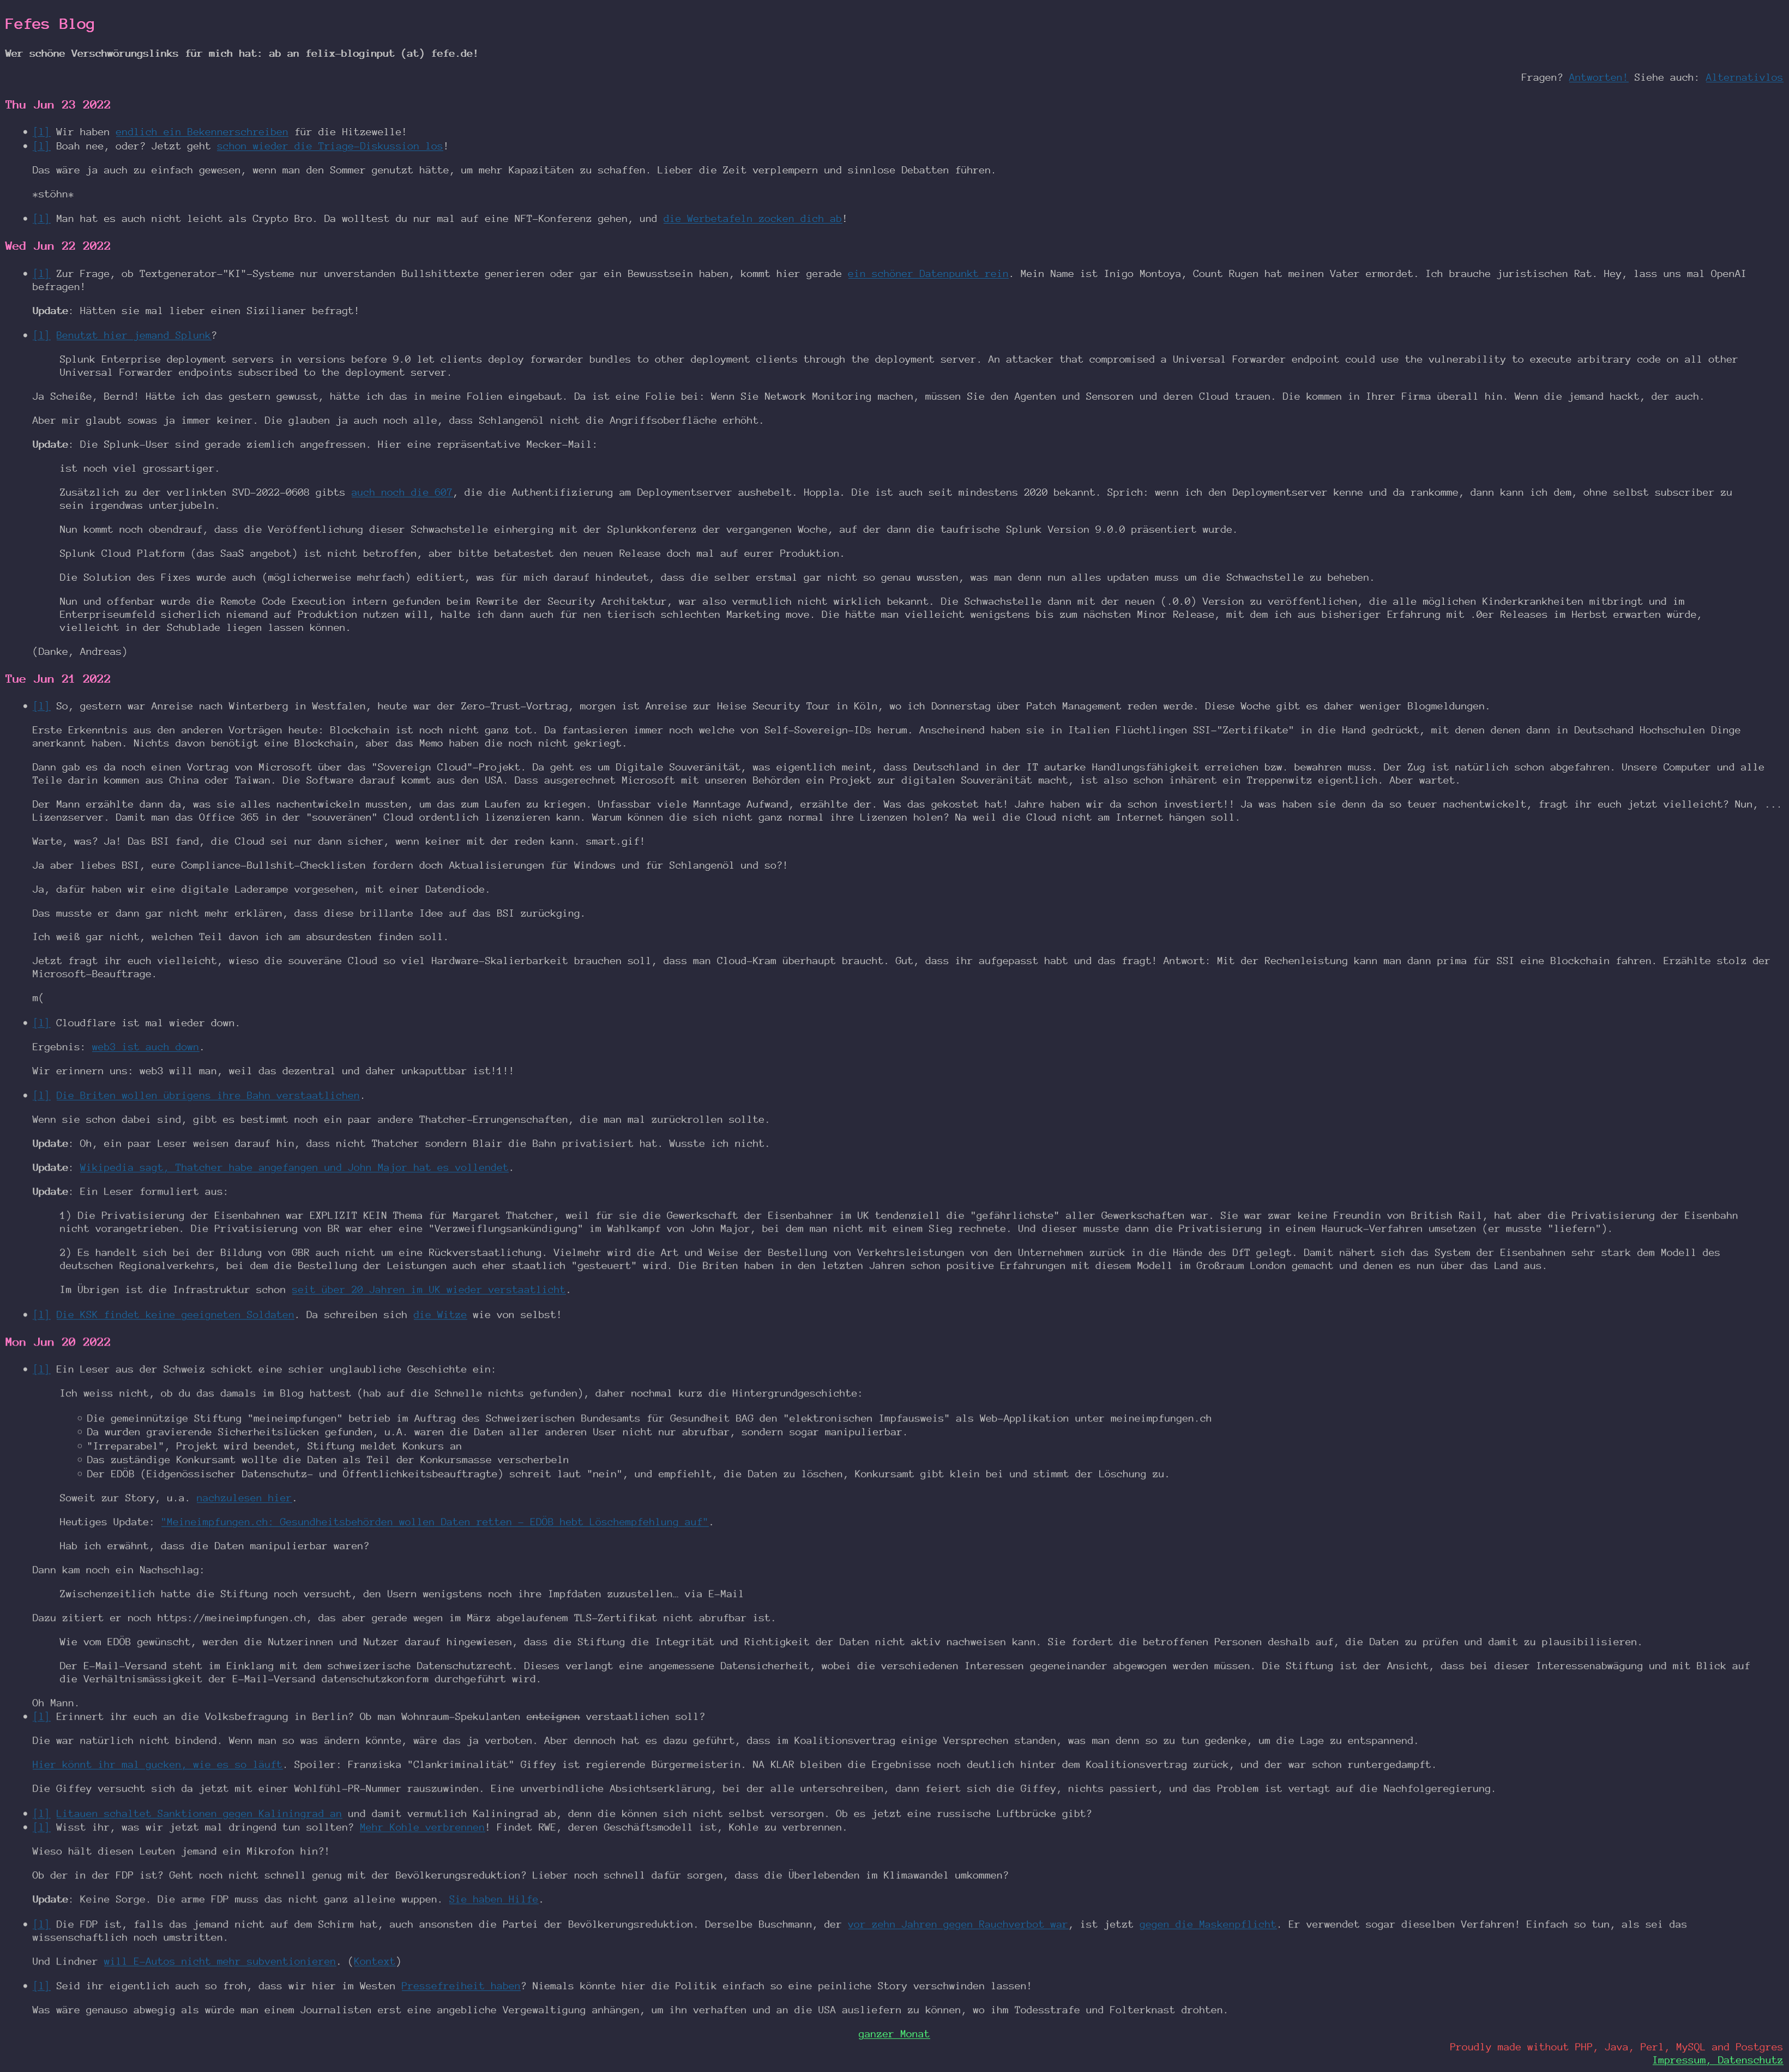 Fefes Blog
Wer schöne Verschwörungslinks für mich hat: ab an felix-bloginput (at) fefe.de!
Fragen? Antworten! Siehe auch: Alternativlos
Thu Jun 23 2022
[l] Wir haben endlich ein Bekennerschreiben für die Hitzewelle!
[l] Boah nee, oder? Jetzt geht schon wieder die Triage-Diskussion los!
Das wäre ja auch zu einfach gewesen, wenn man den Sommer genutzt hätte, um mehr Kapazitäten zu schaffen. Lieber die Zeit verplempern und sinnlose Debatten führen.
*stöhn*
[l] Man hat es auch nicht leicht als Crypto Bro. Da wolltest du nur mal auf eine NFT-Konferenz gehen, und die Werbetafeln zocken dich ab!
Wed Jun 22 2022
[l] Zur Frage, ob Textgenerator-"KI"-Systeme nur unverstanden Bullshittexte generieren oder gar ein Bewusstsein haben, kommt hier gerade ein schöner Datenpunkt rein. Mein Name ist Inigo Montoya, Count Rugen hat meinen Vater ermordet. Ich brauche juristischen Rat. Hey, lass uns mal OpenAI
befragen!
Update: Hätten sie mal lieber einen Sizilianer befragt!
[l] Benutzt hier jemand Splunk?
Splunk Enterprise deployment servers in versions before 9.0 let clients deploy forwarder bundles to other deployment clients through the deployment server. An attacker that compromised a Universal Forwarder endpoint could use the vulnerability to execute arbitrary code on all other
Universal Forwarder endpoints subscribed to the deployment server.
Ja Scheiße, Bernd! Hätte ich das gestern gewusst, hätte ich das in meine Folien eingebaut. Da ist eine Folie bei: Wenn Sie Network Monitoring machen, müssen Sie den Agenten und Sensoren und deren Cloud trauen. Die kommen in Ihrer Firma überall hin. Wenn die jemand hackt, der auch.
Aber mir glaubt sowas ja immer keiner. Die glauben ja auch noch alle, dass Schlangenöl nicht die Angriffsoberfläche erhöht.
Update: Die Splunk-User sind gerade ziemlich angefressen. Hier eine repräsentative Mecker-Mail:
ist noch viel grossartiger.
Zusätzlich zu der verlinkten SVD-2022-0608 gibts auch noch die 607, die die Authentifizierung am Deploymentserver aushebelt. Hoppla. Die ist auch seit mindestens 2020 bekannt. Sprich: wenn ich den Deploymentserver kenne und da rankomme, dann kann ich dem, ohne selbst subscriber zu
sein irgendwas unterjubeln.
Nun kommt noch obendrauf, dass die Veröffentlichung dieser Schwachstelle einherging mit der Splunkkonferenz der vergangenen Woche, auf der dann die taufrische Splunk Version 9.0.0 präsentiert wurde.
Splunk Cloud Platform (das SaaS angebot) ist nicht betroffen, aber bitte betatestet den neuen Release doch mal auf eurer Produktion.
Die Solution des Fixes wurde auch (möglicherweise mehrfach) editiert, was für mich darauf hindeutet, dass die selber erstmal gar nicht so genau wussten, was man denn nun alles updaten muss um die Schwachstelle zu beheben.
Nun und offenbar wurde die Remote Code Execution intern gefunden beim Rewrite der Security Architektur, war also vermutlich nicht wirklich bekannt. Die Schwachstelle dann mit der neuen (.0.0) Version zu veröffentlichen, die alle möglichen Kinderkrankheiten mitbringt und im
Enterpriseumfeld sicherlich niemand auf Produktion nutzen will, halte ich dann auch für nen tierisch schlechten Marketing move. Die hätte man vielleicht wenigstens bis zum nächsten Minor Release, mit dem ich aus bisheriger Erfahrung mit .0er Releases im Herbst erwarten würde,
vielleicht in der Schublade liegen lassen können.
(Danke, Andreas)
Tue Jun 21 2022
[l] So, gestern war Anreise nach Winterberg in Westfalen, heute war der Zero-Trust-Vortrag, morgen ist Anreise zur Heise Security Tour in Köln, wo ich Donnerstag über Patch Management reden werde. Diese Woche gibt es daher weniger Blogmeldungen.
Erste Erkenntnis aus den anderen Vorträgen heute: Blockchain ist noch nicht ganz tot. Da fantasieren immer noch welche von Self-Sovereign-IDs herum. Anscheinend haben sie in Italien Flüchtlingen SSI-"Zertifikate" in die Hand gedrückt, mit denen denen dann in Deutschand Hochschulen Dinge
anerkannt haben. Nichts davon benötigt eine Blockchain, aber das Memo haben die noch nicht gekriegt.
Dann gab es da noch einen Vortrag von Microsoft über das "Sovereign Cloud"-Projekt. Da geht es um Digitale Souveränität, was eigentlich meint, dass Deutschland in der IT autarke Handlungsfähigkeit erreichen bzw. bewahren muss. Der Zug ist natürlich schon abgefahren. Unsere Computer und alle
Teile darin kommen aus China oder Taiwan. Die Software darauf kommt aus den USA. Dass ausgerechnet Microsoft mit unseren Behörden ein Projekt zur digitalen Souveränität macht, ist also schon inhärent ein Treppenwitz eigentlich. Aber wartet.
Der Mann erzählte dann da, was sie alles nachentwickeln mussten, um das zum Laufen zu kriegen. Unfassbar viele Manntage Aufwand, erzählte der. Was das gekostet hat! Jahre haben wir da schon investiert!! Ja was haben sie denn da so teuer nachentwickelt, fragt ihr euch jetzt vielleicht? Nun, ...
Lizenzserver. Damit man das Office 365 in der "souveränen" Cloud ordentlich lizenzieren kann. Warum können die sich nicht ganz normal ihre Lizenzen holen? Na weil die Cloud nicht am Internet hängen soll.
Warte, was? Ja! Das BSI fand, die Cloud sei nur dann sicher, wenn keiner mit der reden kann. smart.gif!
Ja aber liebes BSI, eure Compliance-Bullshit-Checklisten fordern doch Aktualisierungen für Windows und für Schlangenöl und so?!
Ja, dafür haben wir eine digitale Laderampe vorgesehen, mit einer Datendiode.
Das musste er dann gar nicht mehr erklären, dass diese brillante Idee auf das BSI zurückging.
Ich weiß gar nicht, welchen Teil davon ich am absurdesten finden soll.
Jetzt fragt ihr euch vielleicht, wieso die souveräne Cloud so viel Hardware-Skalierbarkeit brauchen soll, dass man Cloud-Kram überhaupt braucht. Gut, dass ihr aufgepasst habt und das fragt! Antwort: Mit der Rechenleistung kann man dann prima für SSI eine Blockchain fahren. Erzählte stolz der
Microsoft-Beauftrage.
m(
[l] Cloudflare ist mal wieder down.
Ergebnis: web3 ist auch down.
Wir erinnern uns: web3 will man, weil das dezentral und daher unkaputtbar ist!1!!
[l] Die Briten wollen übrigens ihre Bahn verstaatlichen.
Wenn sie schon dabei sind, gibt es bestimmt noch ein paar andere Thatcher-Errungenschaften, die man mal zurückrollen sollte.
Update: Oh, ein paar Leser weisen darauf hin, dass nicht Thatcher sondern Blair die Bahn privatisiert hat. Wusste ich nicht.
Update: Wikipedia sagt, Thatcher habe angefangen und John Major hat es vollendet.
Update: Ein Leser formuliert aus:
1) Die Privatisierung der Eisenbahnen war EXPLIZIT KEIN Thema für Margaret Thatcher, weil für sie die Gewerkschaft der Eisenbahner im UK tendenziell die "gefährlichste" aller Gewerkschaften war. Sie war zwar keine Freundin von British Rail, hat aber die Privatisierung der Eisenbahn
nicht vorangetrieben. Die Privatisierung von BR war eher eine "Verzweiflungsankündigung" im Wahlkampf von John Major, bei dem man nicht mit einem Sieg rechnete. Und dieser musste dann die Privatisierung in einem Hauruck-Verfahren umsetzen (er musste "liefern").
2) Es handelt sich bei der Bildung von GBR auch nicht um eine Rückverstaatlichung. Vielmehr wird die Art und Weise der Bestellung von Verkehrsleistungen von den Unternehmen zurück in die Hände des DfT gelegt. Damit nähert sich das System der Eisenbahnen sehr stark dem Modell des
deutschen Regionalverkehrs, bei dem die Bestellung der Leistungen auch eher staatlich "gesteuert" wird. Die Briten haben in den letzten Jahren schon positive Erfahrungen mit diesem Modell im Großraum London gemacht und denen es nun über das Land aus.
Im Übrigen ist die Infrastruktur schon seit über 20 Jahren im UK wieder verstaatlicht.
[l] Die KSK findet keine geeigneten Soldaten. Da schreiben sich die Witze wie von selbst!
Mon Jun 20 2022
[l] Ein Leser aus der Schweiz schickt eine schier unglaubliche Geschichte ein:
Ich weiss nicht, ob du das damals im Blog hattest (hab auf die Schnelle nichts gefunden), daher nochmal kurz die Hintergrundgeschichte:
Die gemeinnützige Stiftung "meineimpfungen" betrieb im Auftrag des Schweizerischen Bundesamts für Gesundheit BAG den "elektronischen Impfausweis" als Web-Applikation unter meineimpfungen.ch
Da wurden gravierende Sicherheitslücken gefunden, u.A. waren die Daten aller anderen User nicht nur abrufbar, sondern sogar manipulierbar.
"Irreparabel", Projekt wird beendet, Stiftung meldet Konkurs an
Das zuständige Konkursamt wollte die Daten als Teil der Konkursmasse verscherbeln
Der EDÖB (Eidgenössischer Datenschutz- und Öffentlichkeitsbeauftragte) schreit laut "nein", und empfiehlt, die Daten zu löschen, Konkursamt gibt klein bei und stimmt der Löschung zu.
Soweit zur Story, u.a. nachzulesen hier.
Heutiges Update: "Meineimpfungen.ch: Gesundheitsbehörden wollen Daten retten – EDÖB hebt Löschempfehlung auf".
Hab ich erwähnt, dass die Daten manipulierbar waren?
Dann kam noch ein Nachschlag:
Zwischenzeitlich hatte die Stiftung noch versucht, den Usern wenigstens noch ihre Impfdaten zuzustellen… via E-Mail
Dazu zitiert er noch https://meineimpfungen.ch, das aber gerade wegen im März abgelaufenem TLS-Zertifikat nicht abrufbar ist.
Wie vom EDÖB gewünscht, werden die Nutzerinnen und Nutzer darauf hingewiesen, dass die Stiftung die Integrität und Richtigkeit der Daten nicht aktiv nachweisen kann. Sie fordert die betroffenen Personen deshalb auf, die Daten zu prüfen und damit zu plausibilisieren.
Der E-Mail-Versand steht im Einklang mit dem schweizerische Datenschutzrecht. Dieses verlangt eine angemessene Datensicherheit, wobei die verschiedenen Interessen gegeneinander abgewogen werden müssen. Die Stiftung ist der Ansicht, dass bei dieser Interessenabwägung und mit Blick auf
die Verhältnismässigkeit der E-Mail-Versand datenschutzkonform durchgeführt wird.
Oh Mann.
[l] Erinnert ihr euch an die Volksbefragung in Berlin? Ob man Wohnraum-Spekulanten enteignen verstaatlichen soll?
Die war natürlich nicht bindend. Wenn man so was ändern könnte, wäre das ja verboten. Aber dennoch hat es dazu geführt, dass im Koalitionsvertrag einige Versprechen standen, was man denn so zu tun gedenke, um die Lage zu entspannend.
Hier könnt ihr mal gucken, wie es so läuft. Spoiler: Franziska "Clankriminalität" Giffey ist regierende Bürgermeisterin. NA KLAR bleiben die Ergebnisse noch deutlich hinter dem Koalitionsvertrag zurück, und der war schon runtergedampft.
Die Giffey versucht sich da jetzt mit einer Wohlfühl-PR-Nummer rauszuwinden. Eine unverbindliche Absichtserklärung, bei der alle unterschreiben, dann feiert sich die Giffey, nichts passiert, und das Problem ist vertagt auf die Nachfolgeregierung.
[l] Litauen schaltet Sanktionen gegen Kaliningrad an und damit vermutlich Kaliningrad ab, denn die können sich nicht selbst versorgen. Ob es jetzt eine russische Luftbrücke gibt?
[l] Wisst ihr, was wir jetzt mal dringend tun sollten? Mehr Kohle verbrennen! Findet RWE, deren Geschäftsmodell ist, Kohle zu verbrennen.
Wieso hält diesen Leuten jemand ein Mikrofon hin?!
Ob der in der FDP ist? Geht noch nicht schnell genug mit der Bevölkerungsreduktion? Lieber noch schnell dafür sorgen, dass die Überlebenden im Klimawandel umkommen?
Update: Keine Sorge. Die arme FDP muss das nicht ganz alleine wuppen. Sie haben Hilfe.
[l] Die FDP ist, falls das jemand nicht auf dem Schirm hat, auch ansonsten die Partei der Bevölkerungsreduktion. Derselbe Buschmann, der vor zehn Jahren gegen Rauchverbot war, ist jetzt gegen die Maskenpflicht. Er verwendet sogar dieselben Verfahren! Einfach so tun, als sei das
wissenschaftlich noch umstritten.
Und Lindner will E-Autos nicht mehr subventionieren. (Kontext)
[l] Seid ihr eigentlich auch so froh, dass wir hier im Westen Pressefreiheit haben? Niemals könnte hier die Politik einfach so eine peinliche Story verschwinden lassen!
Was wäre genauso abwegig als würde man einem Journalisten erst eine angebliche Vergewaltigung anhängen, um ihn verhaften und an die USA ausliefern zu können, wo ihm Todesstrafe und Folterknast drohten.
ganzer Monat
Proudly made without PHP, Java, Perl, MySQL and Postgres
Impressum, Datenschutz